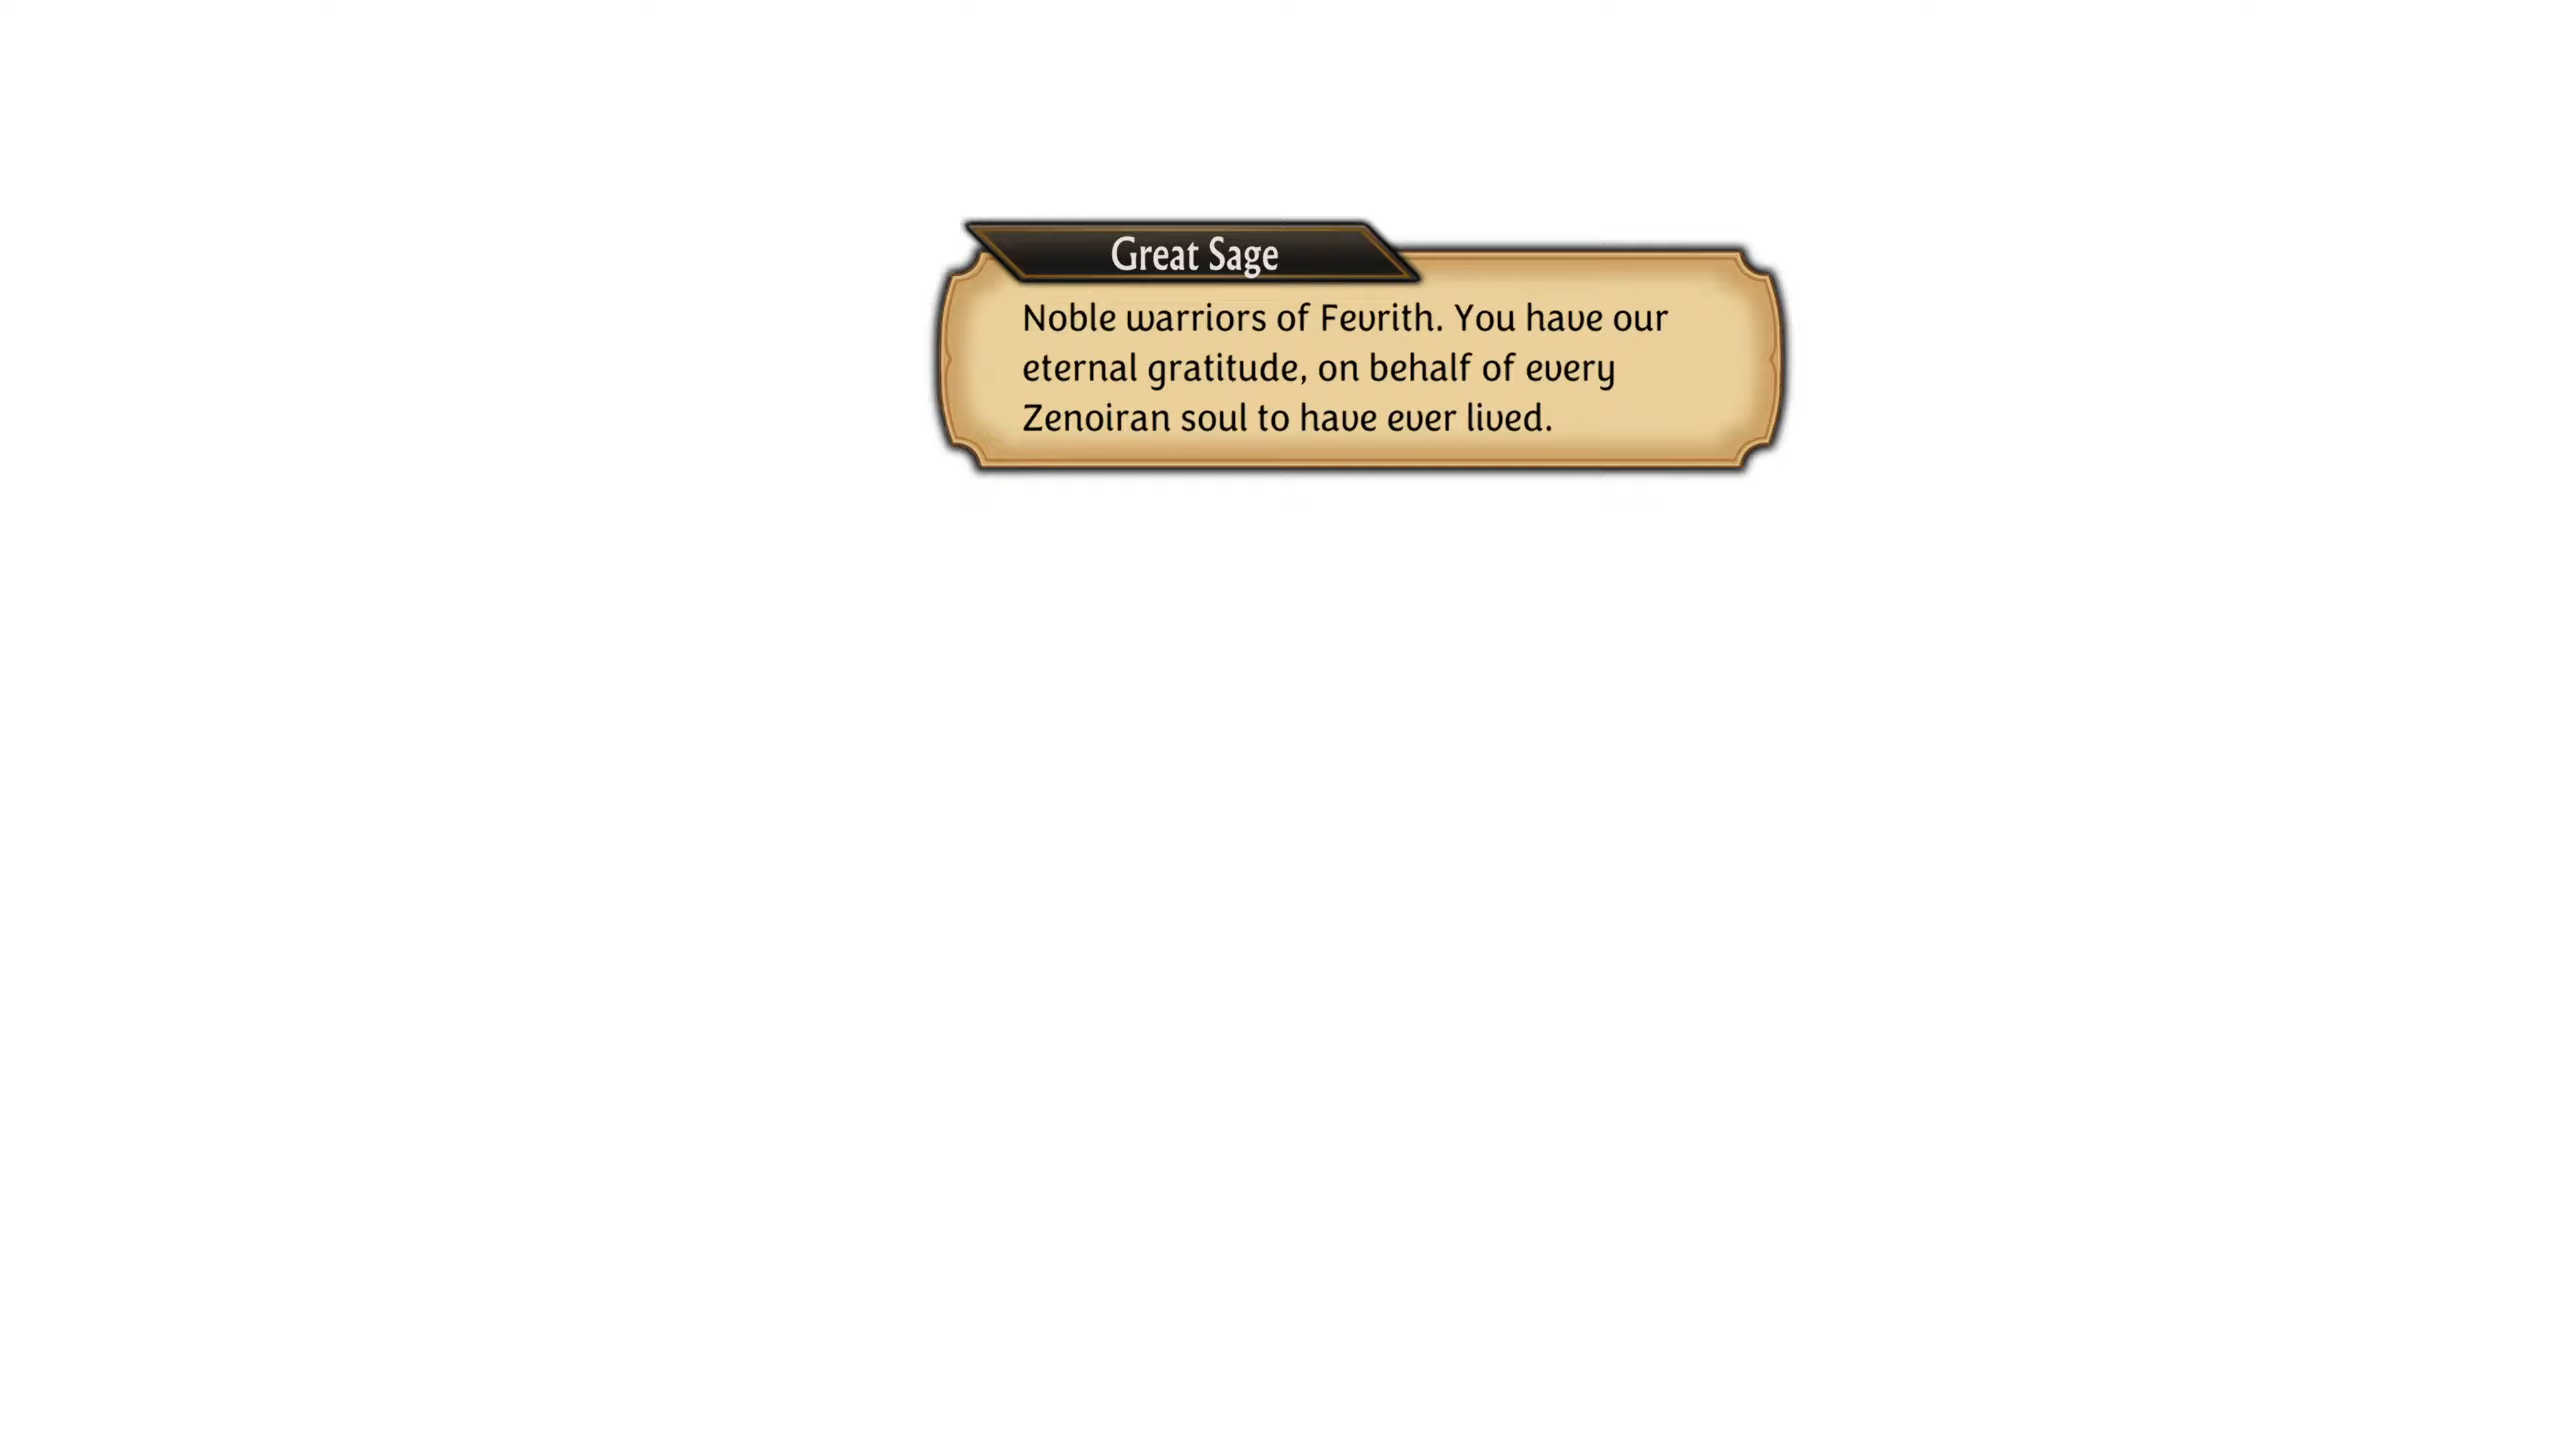 Great Sage
Noble warriors of Fevrith. You have our
eternal gratitude, on behalf of every
Zenoiran soul to have ever lived.